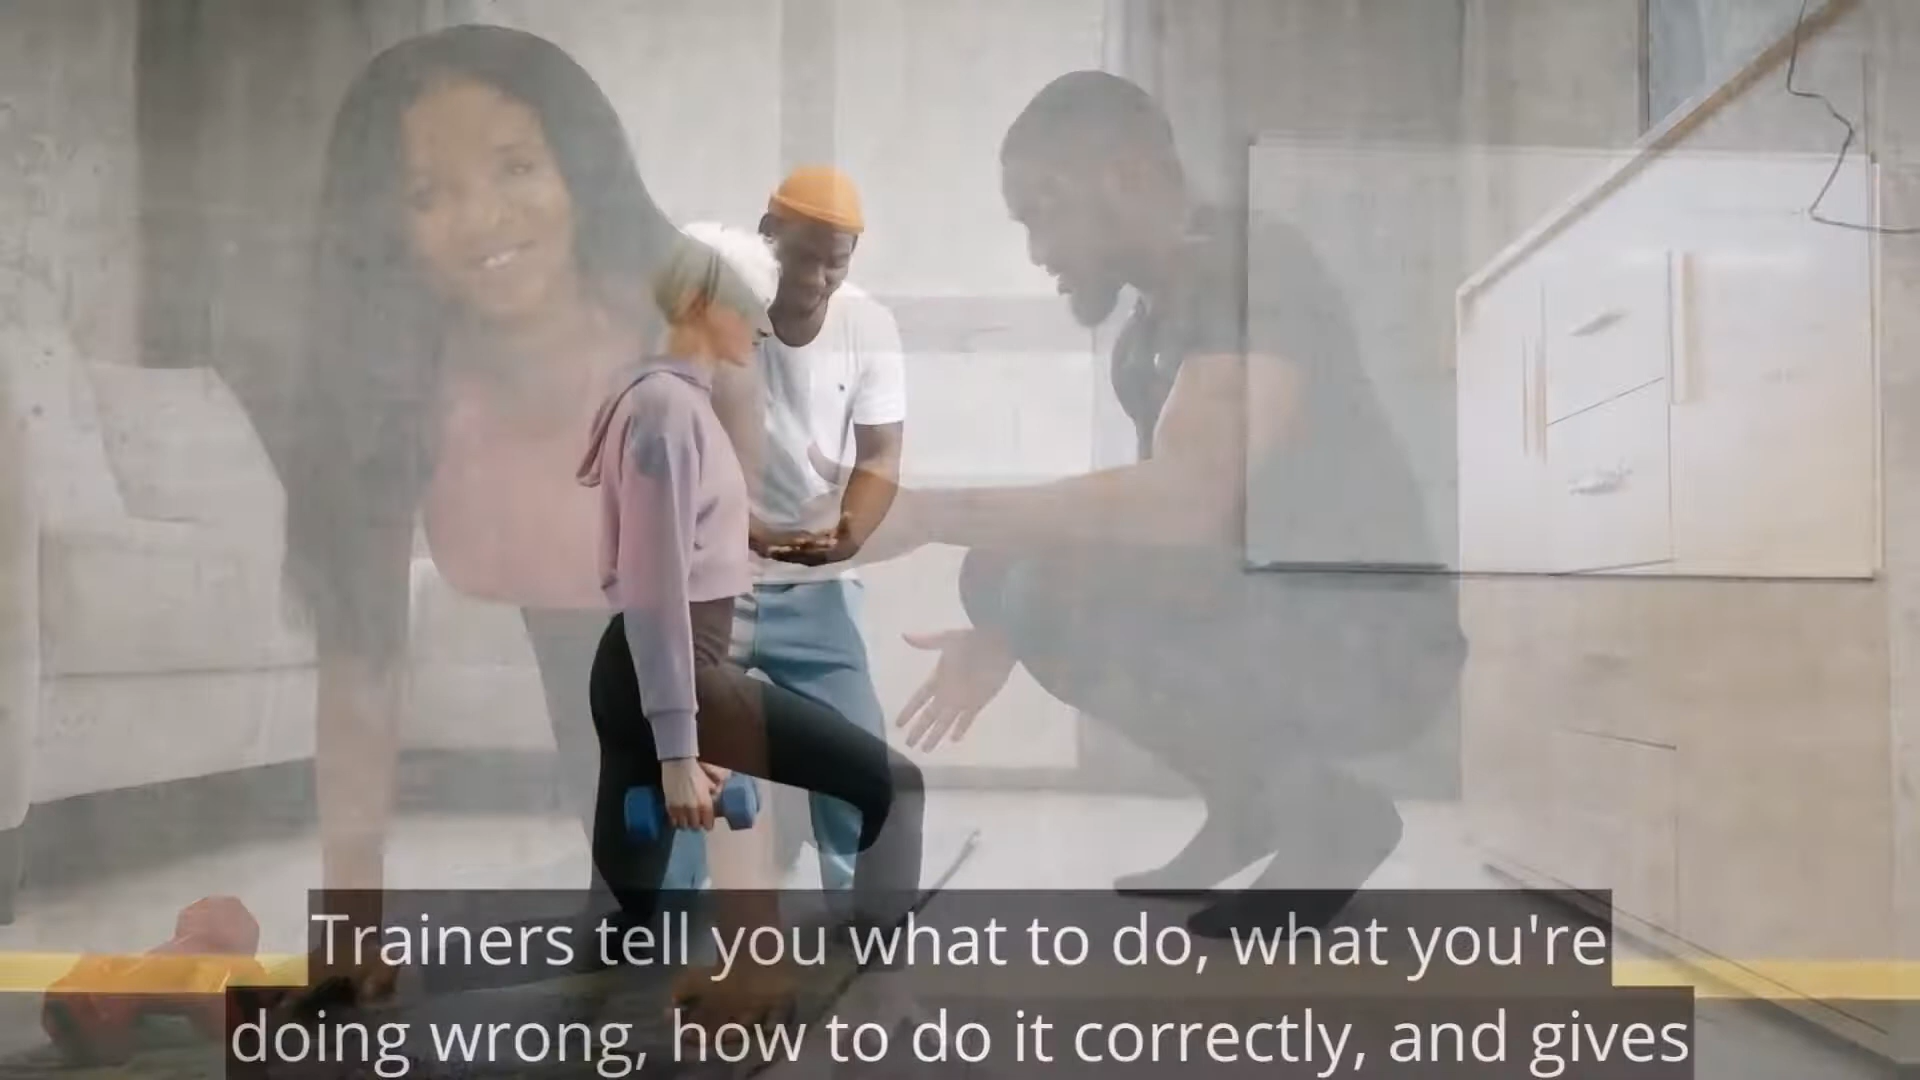 Trainers tell you what to do, what you're
doing wrong, how to do it correctly, and gives